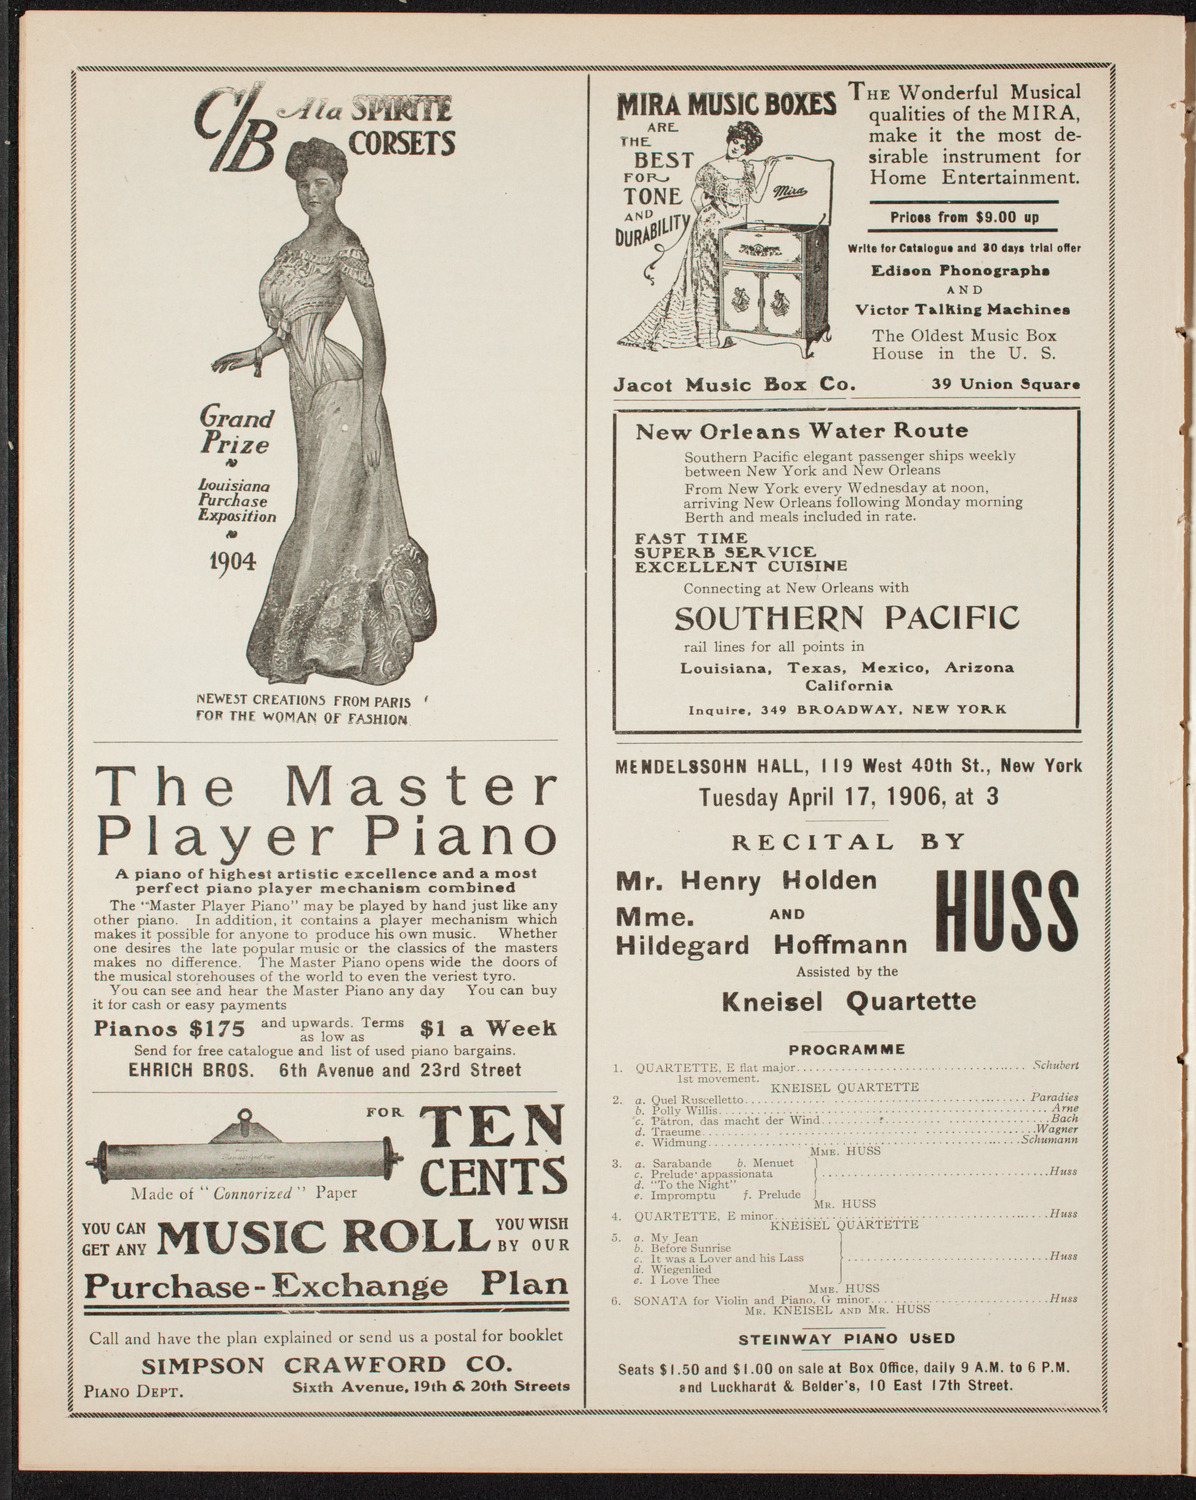 C/B Ala SPIRITE
CORSETS
Grand
Prize
Louisiana
Purchase
Exposition
1904
NEWEST CREATIONS FROM PARIS
FOR THE WOMAN OF FASHION
The Master
Player Piano
A piano of highest artistic excellence and a most
perfect piano player mechanism combined
The "Master Player Piano" may be played by hand just like any
other piano. In addition, it contains a player mechanism which
makes it possible for anyone to produce his own music. Whether
one desires the late popular music or the classics of the masters
makes no difference. The Master Piano opens wide the doors of
the musical storehouses of the world to even the veriest tyro.
You can see and hear the Master Piano any day You can buy
it for cash or easy payments
Pianos $175 and upwards. Terms as low as $1 a Week
Send for free catalogue and list of used piano bargains.
EHRICH BROS. 6th Avenue and 23rd Street
FOR TEN
CENTS
Made of "Connorized" Paper
YOU CAN GET ANY MUSIC ROLL YOU WISH BY OUR
Purchase-Exchange Plan
Call and have the plan explained or send us a postal for booklet
SIMPSON CRAWFORD CO.
PIANO DEPT. Sixth Avenue, 19th & 20th Streets
MIRA MUSIC BOXES
ARE
THE
BEST
FOR
TONE
AND
DURABILITY
Mira
THE Wonderful Musical
qualities of the MIRA,
make it the most de-
sirable instrument for
Home Entertainment.
Prices from $9.00 up
Write for Catalogue and 30 days trial offer
Edison Phonographs
AND
Victor Talking Machines
The Oldest Music Box
House in the U. S.
Jacot Music Box Co. 39 Union Square
New Orleans Water Route
Southern Pacific elegant passenger ships weekly
between New York and New Orleans
From New York every Wednesday at noon,
arriving New Orleans following Monday morning
Berth and meals included in rate.
FAST TIME
SUPERB SERVICE
EXCELLENT CUISINE
Connecting at New Orleans with
SOUTHERN PACIFIC
rail lines for all points in
Louisiana, Texas, Mexico, Arizona
California
Inquire, 349 BROADWAY, NEW YORK
MENDELSSOHN HALL, 119 West 40th St., New York
Tuesday April 17, 1906, at 3
RECITAL BY
Mr. Henry Holden
AND
Mme.
Hildegard Hoffmann
HUSS
Assisted by the
Kneisel Quartette
PROGRAMME
1. QUARTETTE, E flat major Schubert
1st movement.
KNEISEL QUARTETTE
2. a. Quel Ruscelletto Paradies
b. Polly Willis Arne
c. Patron, das macht der Wind Bach
d. Traeume Wagner
e. Widmung Schumann
MME. HUSS
3. a. Sarabande b. Menuet
c. Prelude appassionata Huss
d. "To the Night"
e. Impromptu f. Prelude
MR. HUSS
4. QUARTETTE, E minor Huss
KNEISEL QUARTETTE
5. a. My Jean
b. Before Sunrise
c. It was a Lover and his Lass Huss
d. Wiegenlied
e. I Love Thee
MME. HUSS
6. SONATA for Violin and Piano, G minor Huss
MR. KNEISEL AND MR. HUSS
STEINWAY PIANO USED
Seats $1.50 and $1.00 on sale at Box Office, daily 9 A.M. to 6 P.M.
and Luckhardt & Belder's, 10 East 17th Street.